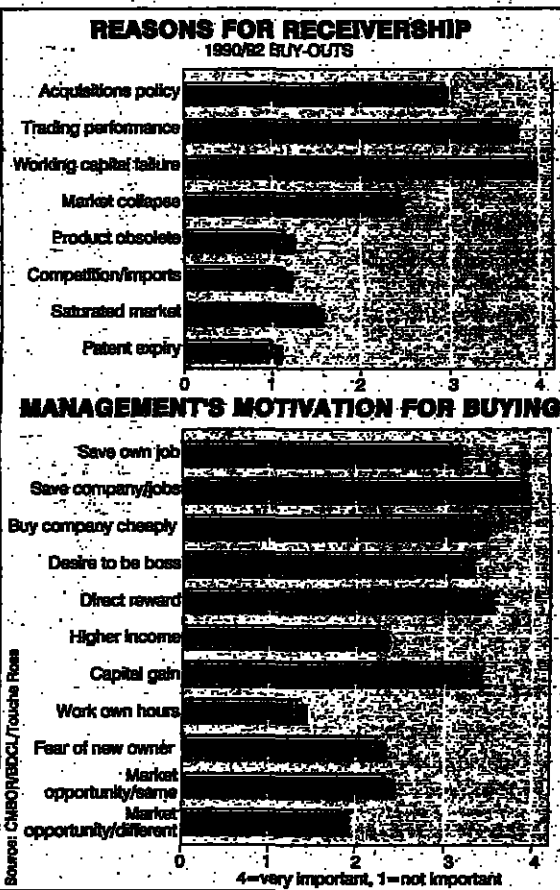 REASONS FOR RECEIVERSHIP
1990/92 BUY-OUTS
Acquisitions policy
Trading performance
Working capital failure
Market collapse
Product obsolete
Competition/imports
Saturated market
Patent expiry
0 1 2 3 4
MANAGEMENT'S MOTIVATION FOR BUYING
Save own job
Save company/jobs
Buy company cheaply
Desire to be boss
Direct reward
Higher income
Capital gain
Work own hours
Fear of new owner
Market
opportunity/same
Market
opportunity/different
0 1 2 3 4
4=very important, 1=not important
Source: CMBOR/BDCL/Touche Ross